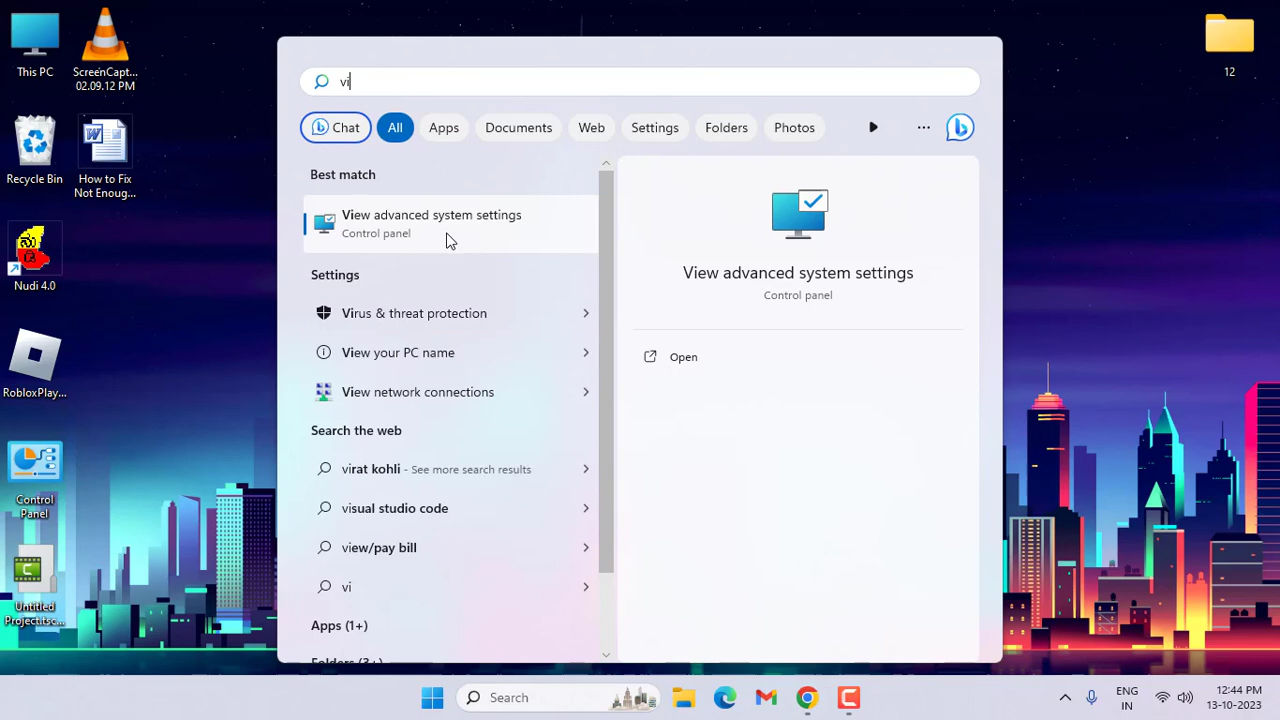 This PC
ScreenCapt...
02.09.12 PM
Recycle Bin
How to Fix
Not Enoug...
Nudi 4.0
RobloxPlay...
Control
Panel
Untitled
Project.tsc...
12
vi
Chat
All
Apps
Documents
Web
Settings
Folders
Photos
...
Best match
View advanced system settings
Control panel
Settings
Virus & threat protection
View your PC name
View network connections
Search the web
virat kohli - See more search results
visual studio code
view/pay bill
vi
Apps (1+)
Folders (3+)
View advanced system settings
Control panel
Open
Search
ENG
IN
12:44 PM
13-10-2023